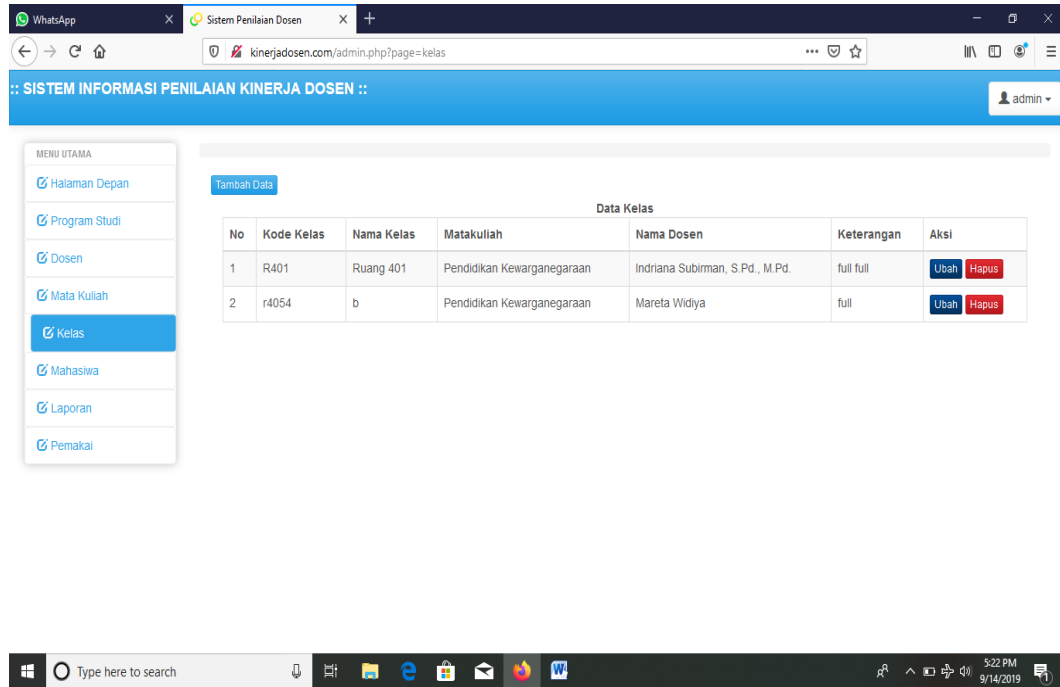 WhatsApp
Sistem Penilaian Dosen
kinerjadosen.com/admin.php?page=kelas
:: SISTEM INFORMASI PENILAIAN KINERJA DOSEN ::
admin
MENU UTAMA
Halaman Depan
Program Studi
Dosen
Mata Kuliah
Kelas
Mahasiwa
Laporan
Pemakai
Tambah Data
Data Kelas
No Kode Kelas Nama Kelas Matakuliah Nama Dosen Keterangan Aksi
1 R401 Ruang 401 Pendidikan Kewarganegaraan Indriana Subirman, S.Pd., M.Pd. full full Ubah Hapus
2 r4054 b Pendidikan Kewarganegaraan Mareta Widiya full Ubah Hapus
Type here to search
5:22 PM
9/14/2019